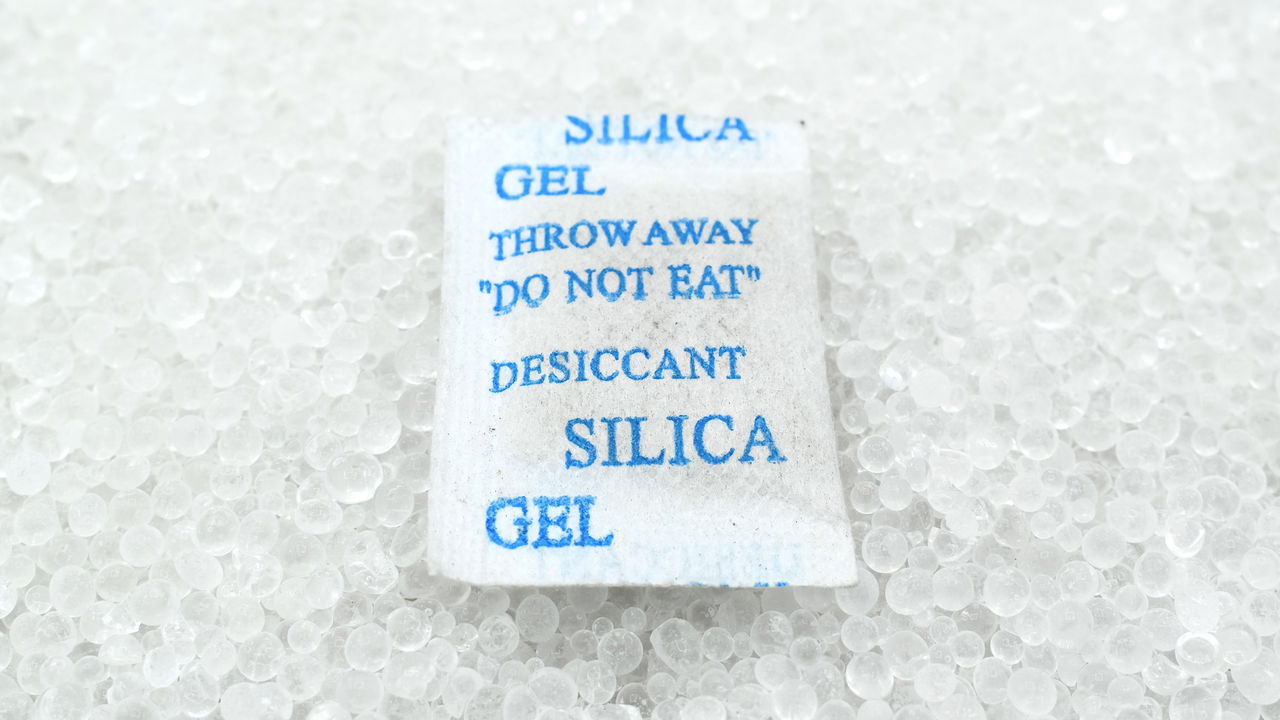 SILICA
GEL
THROW AWAY
"DO NOT EAT"
DESICCANT
SILICA
GEL